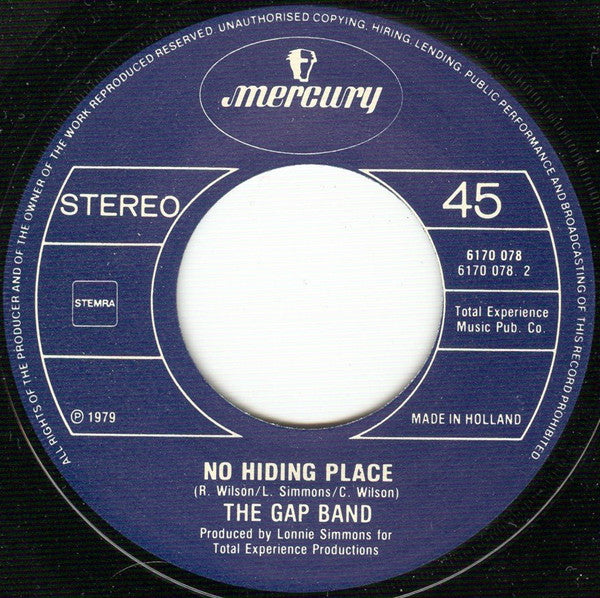 ALL RIGHTS OF THE PRODUCER AND OF THE OWNER OF THE WORK REPRODUCED RESERVED. UNAUTHORISED COPYING, HIRING, LENDING, PUBLIC PERFORMANCE AND BROADCASTING OF THIS RECORD PROHIBITED
mercury
STEREO
45
6170 078
6170 078. 2
STEMRA
Total Experience
Music Pub. Co.
℗ 1979
MADE IN HOLLAND
NO HIDING PLACE
(R. Wilson/L. Simmons/C. Wilson)
THE GAP BAND
Produced by Lonnie Simmons for
Total Experience Productions